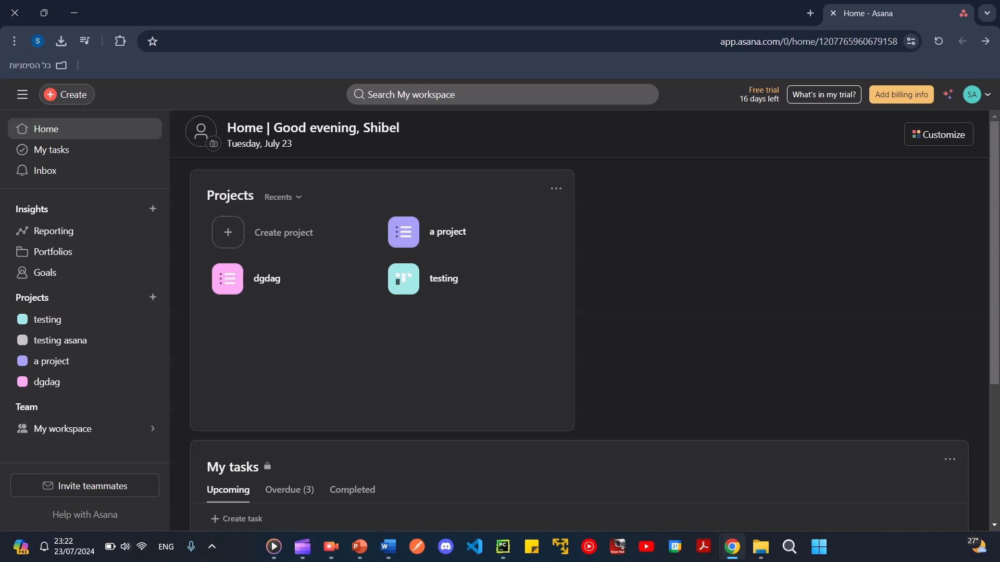 Home - Asana
S
app.asana.com/0/home/1207765960679158
כל הסימניות
Create
Search My workspace
Free trial
16 days left
What's in my trial?
Add billing info
SA
Home
My tasks
Inbox
Insights
Reporting
Portfolios
Goals
Projects
testing
testing asana
a project
dgdag
Team
My workspace
Invite teammates
Help with Asana
Home | Good evening, Shibel
Tuesday, July 23
Customize
Projects Recents
Create project
a project
dgdag
testing
My tasks
Upcoming Overdue (3) Completed
Create task
PRE
23:22
23/07/2024
ENG
P
W
PC
31
27°